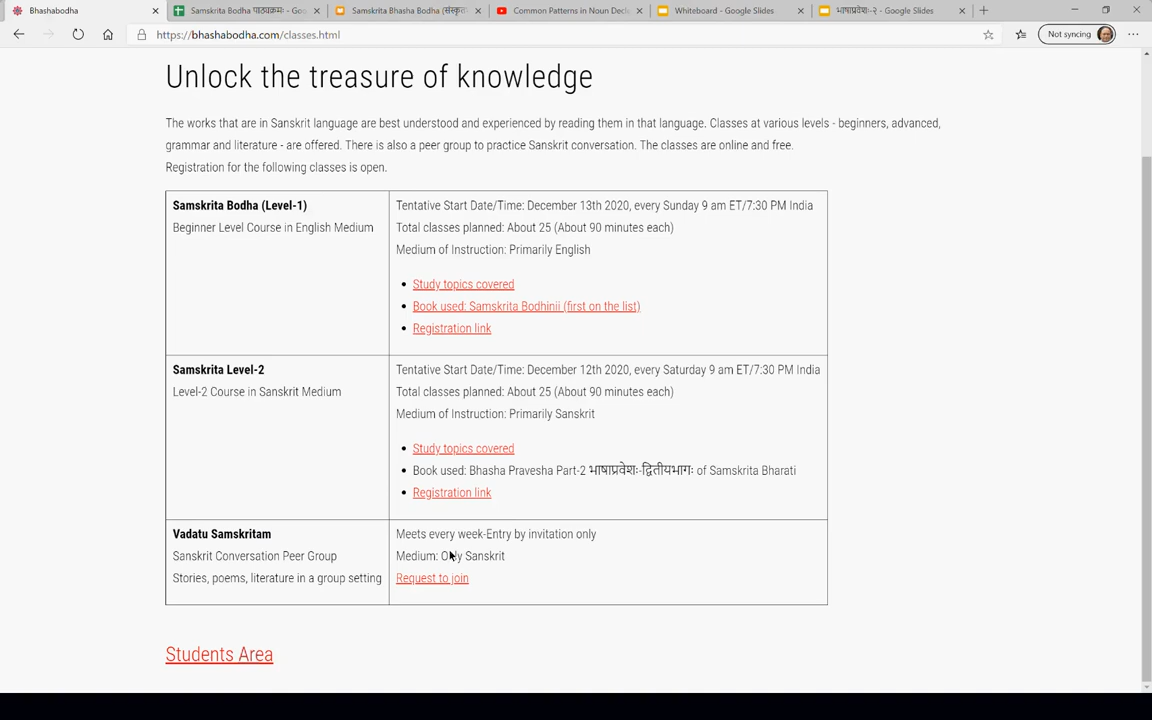 Bhashabodha
Samskrita Bodha पाठ्यक्रमः - Goo
Samskrita Bhasha Bodha (संस्कृत
Common Patterns in Noun Decl
Whiteboard - Google Slides
भाषाप्रवेशः-२ - Google Slides
https://bhashabodha.com/classes.html
Not syncing
Unlock the treasure of knowledge
The works that are in Sanskrit language are best understood and experienced by reading them in that language. Classes at various levels - beginners, advanced,
grammar and literature - are offered. There is also a peer group to practice Sanskrit conversation. The classes are online and free.
Registration for the following classes is open.
Samskrita Bodha (Level-1)
Beginner Level Course in English Medium
Tentative Start Date/Time: December 13th 2020, every Sunday 9 am ET/7:30 PM India
Total classes planned: About 25 (About 90 minutes each)
Medium of Instruction: Primarily English
• Study topics covered
• Book used: Samskrita Bodhinii (first on the list)
• Registration link
Samskrita Level-2
Level-2 Course in Sanskrit Medium
Tentative Start Date/Time: December 12th 2020, every Saturday 9 am ET/7:30 PM India
Total classes planned: About 25 (About 90 minutes each)
Medium of Instruction: Primarily Sanskrit
• Study topics covered
• Book used: Bhasha Pravesha Part-2 भाषाप्रवेशः-द्वितीयभागः of Samskrita Bharati
• Registration link
Vadatu Samskritam
Sanskrit Conversation Peer Group
Stories, poems, literature in a group setting
Meets every week-Entry by invitation only
Medium: Only Sanskrit
Request to join
Students Area